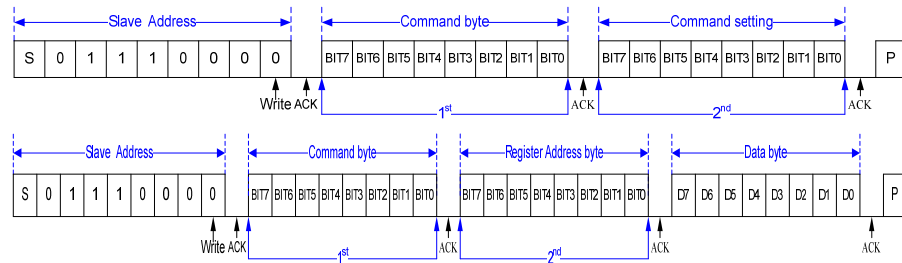 Slave Address Command byte Command setting
S 0 1 1 1 0 0 0 0 BIT7 BIT6 BIT5 BIT4 BIT3 BIT2 BIT1 BIT0 BIT7 BIT6 BIT5 BIT4 BIT3 BIT2 BIT1 BIT0 P
Write ACK 1st ACK 2nd ACK
Slave Address Command byte Register Address byte Data byte
S 0 1 1 1 0 0 0 0 BIT7 BIT6 BIT5 BIT4 BIT3 BIT2 BIT1 BIT0 BIT7 BIT6 BIT5 BIT4 BIT3 BIT2 BIT1 BIT0 D7 D6 D5 D4 D3 D2 D1 D0 P
Write ACK 1st ACK 2nd ACK ACK